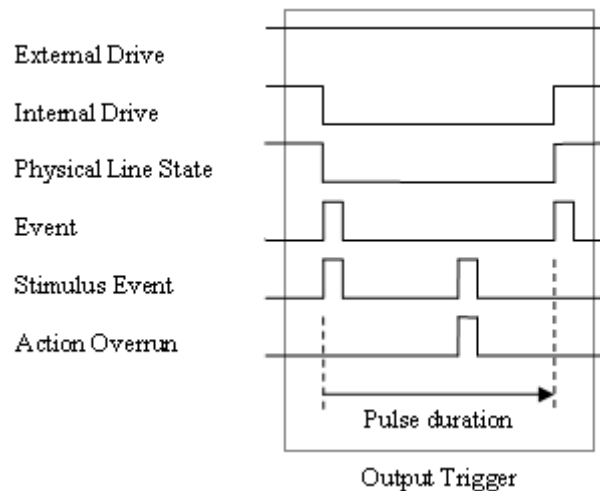 External Drive
Internal Drive
Physical Line State
Event
Stimulus Event
Action Overrun
Pulse duration
Output Trigger